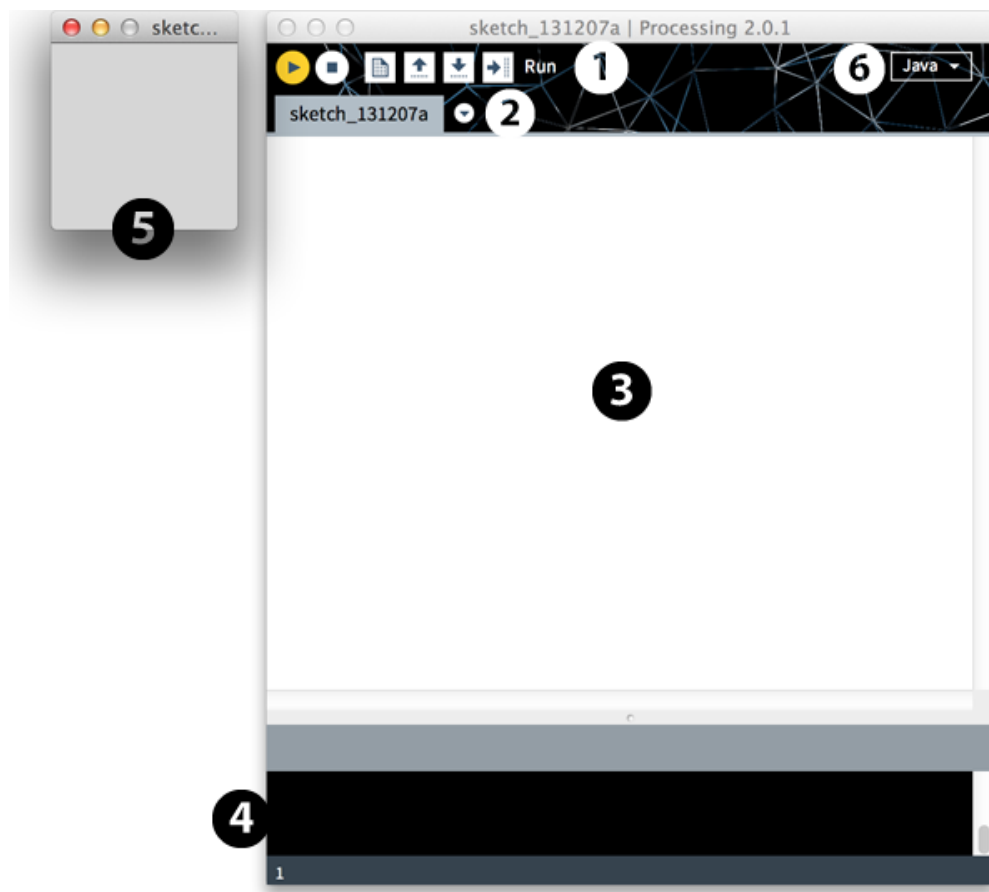 sketc...
sketch_131207a | Processing 2.0.1
Run 1 6 Java
sketch_131207a 2
5
3
4
1